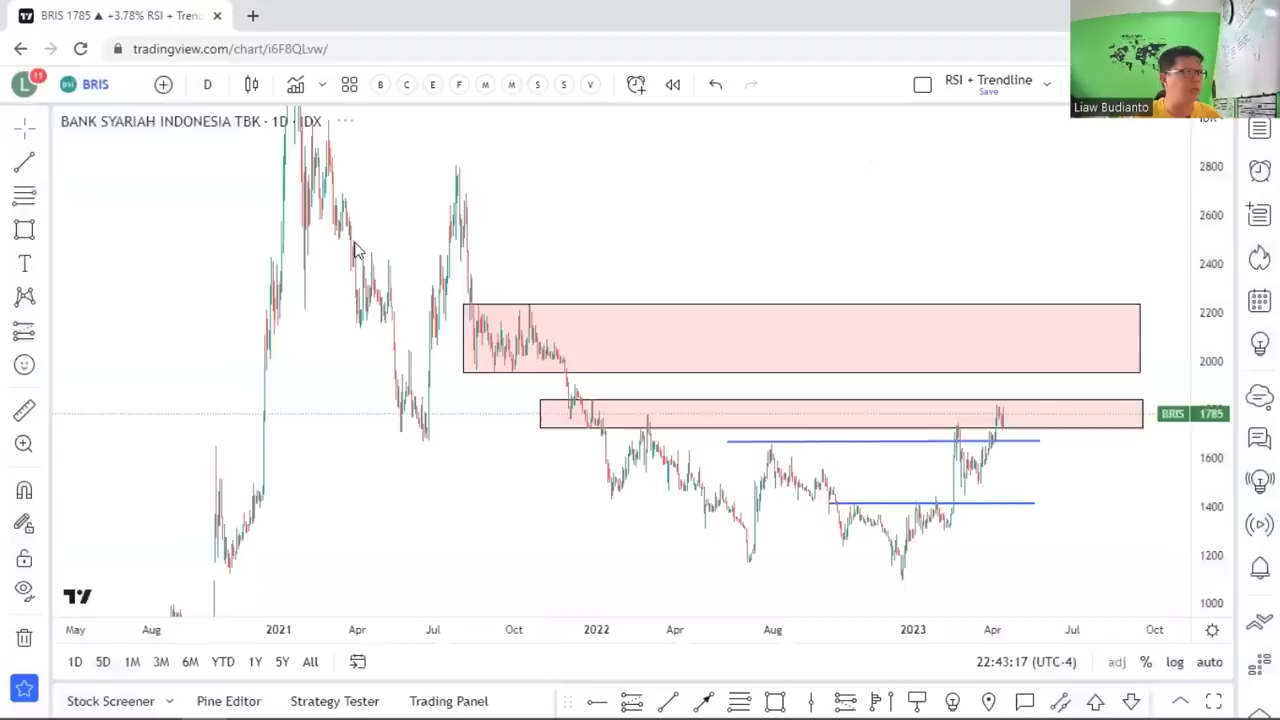 BRIS 1785 ▲ +3.78% RSI + Trend
tradingview.com/chart/i6F8QLvw/
L
11
BSI
BRIS
D
B C E F M M S S V
RSI + Trendline
Save
Liaw Budianto
BANK SYARIAH INDONESIA TBK · 1D · IDX
2800
2600
2400
2200
2000
BRIS 1785
1600
1400
1200
1000
May Aug 2021 Apr Jul Oct 2022 Apr Aug 2023 Apr Jul Oct
1D 5D 1M 3M 6M YTD 1Y 5Y All
22:43:17 (UTC-4)
adj % log auto
Stock Screener Pine Editor Strategy Tester Trading Panel